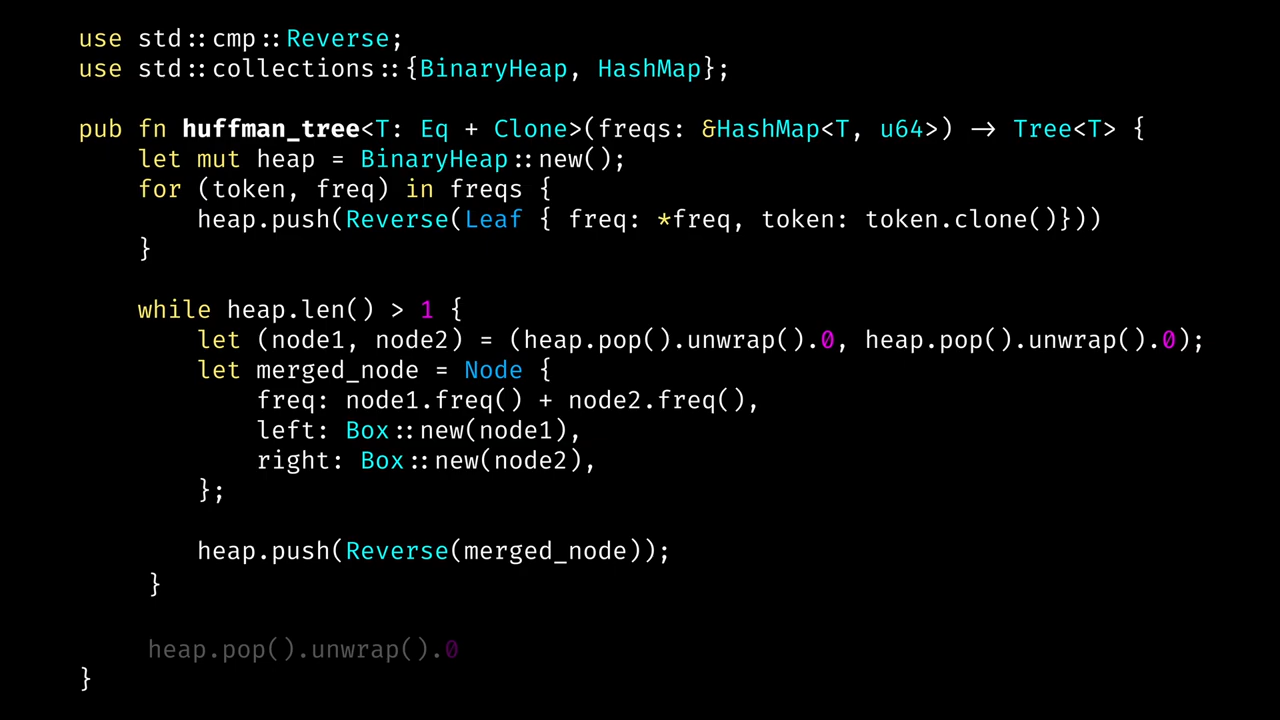 use std::cmp::Reverse;
use std::collections::{BinaryHeap, HashMap};

pub fn huffman_tree<T: Eq + Clone>(freqs: &HashMap<T, u64>) -> Tree<T> {
    let mut heap = BinaryHeap::new();
    for (token, freq) in freqs {
        heap.push(Reverse(Leaf { freq: *freq, token: token.clone()}))
    }

    while heap.len() > 1 {
        let (node1, node2) = (heap.pop().unwrap().0, heap.pop().unwrap().0);
        let merged_node = Node {
            freq: node1.freq() + node2.freq(),
            left: Box::new(node1),
            right: Box::new(node2),
        };

        heap.push(Reverse(merged_node));
    }

    heap.pop().unwrap().0
}